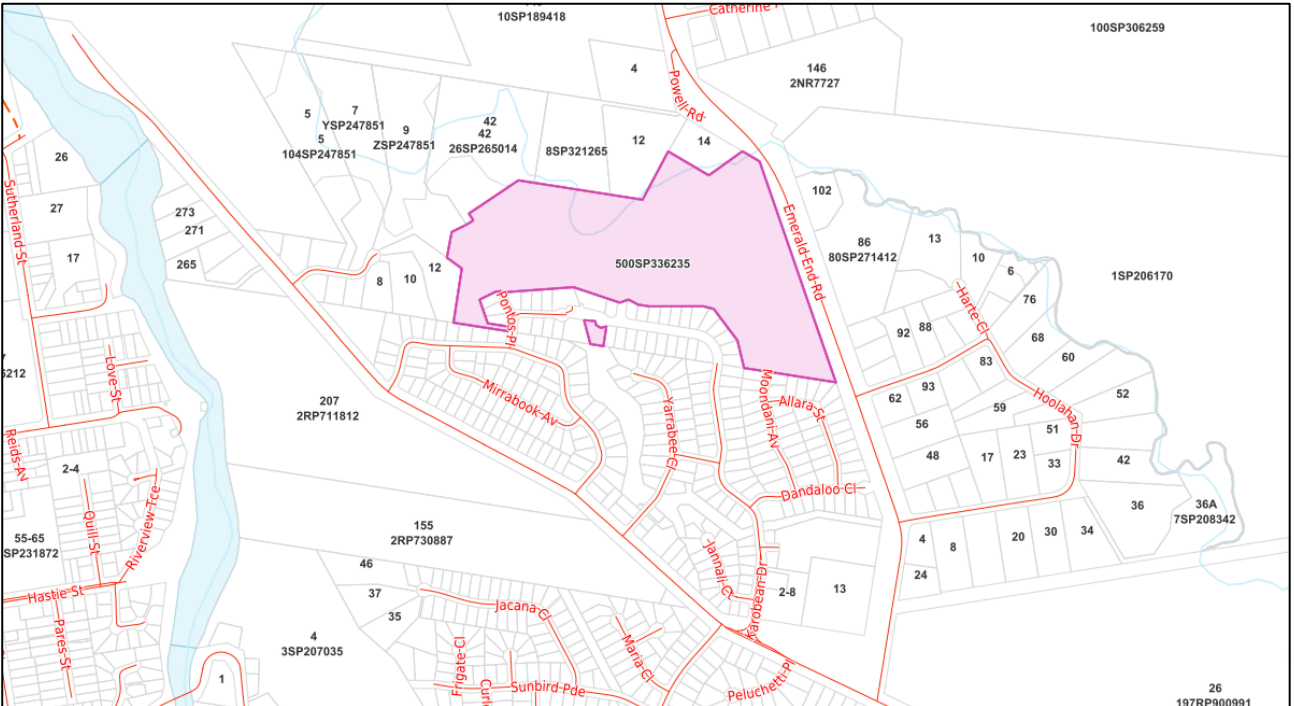 10SP189418
100SP306259
4
146
2NR7727
Powell-Rd
5
7
YSP247851
5
104SP247851
9
ZSP247851
42
42
26SP265014
8SP321265
12
14
26
27
17
Sutherland-St
273
271
265
8
10
12
500SP336235
Emerald-End-Rd
102
86
80SP271412
13
10
6
76
68
60
1SP206170
Harte-Cl
92
88
83
93
62
56
59
52
Hoolahan-Dr
51
48
17
23
33
42
36
36A
7SP208342
Pontos-Pl
Love-St
207
2RP711812
Mirrabook-Av
Yarrabee-Cl
Moondani-Av
Allara-St
Dandaloo-Cl
Reids-Av
2-4
Quill-St
Riverview-Tce
55-65
SP231872
155
2RP730887
4
8
20
30
34
24
Hastie-St
Pares-St
46
37
35
Jacana-Cl
Jannali-Ct
Karobean-Dr
2-8
13
4
3SP207035
1
Frigate-Cl
Sunbird-Pde
Maria-Cl
Peluchetti-Pl
26
197RP900991